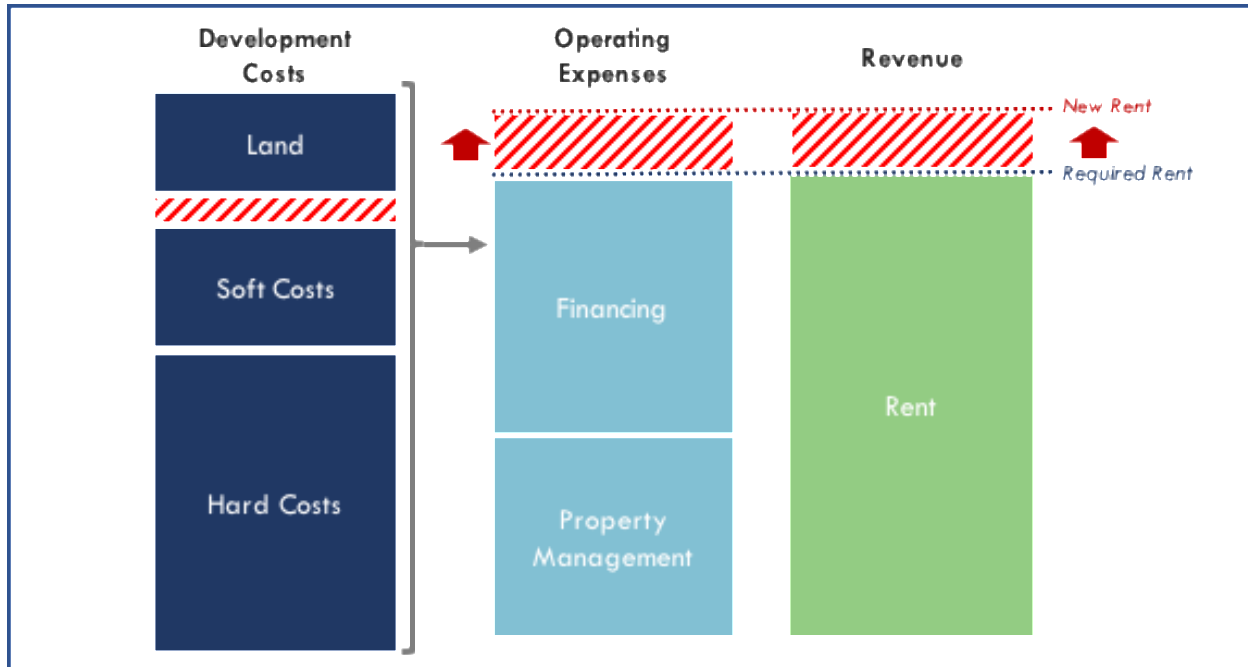 Development
Costs
Operating
Expenses
Revenue
New Rent
Land
Required Rent
Soft Costs
Financing
Rent
Hard Costs
Property
Management